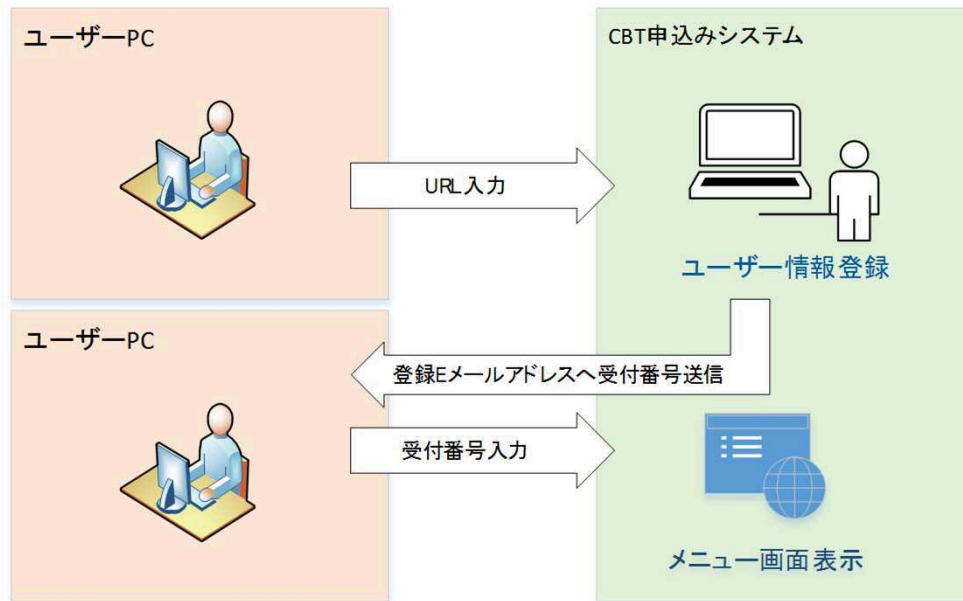 ユーザーPC
CBT申込みシステム
URL入力
ユーザー情報登録
ユーザーPC
登録Eメールアドレスへ受付番号送信
受付番号入力
メニュー画面表示